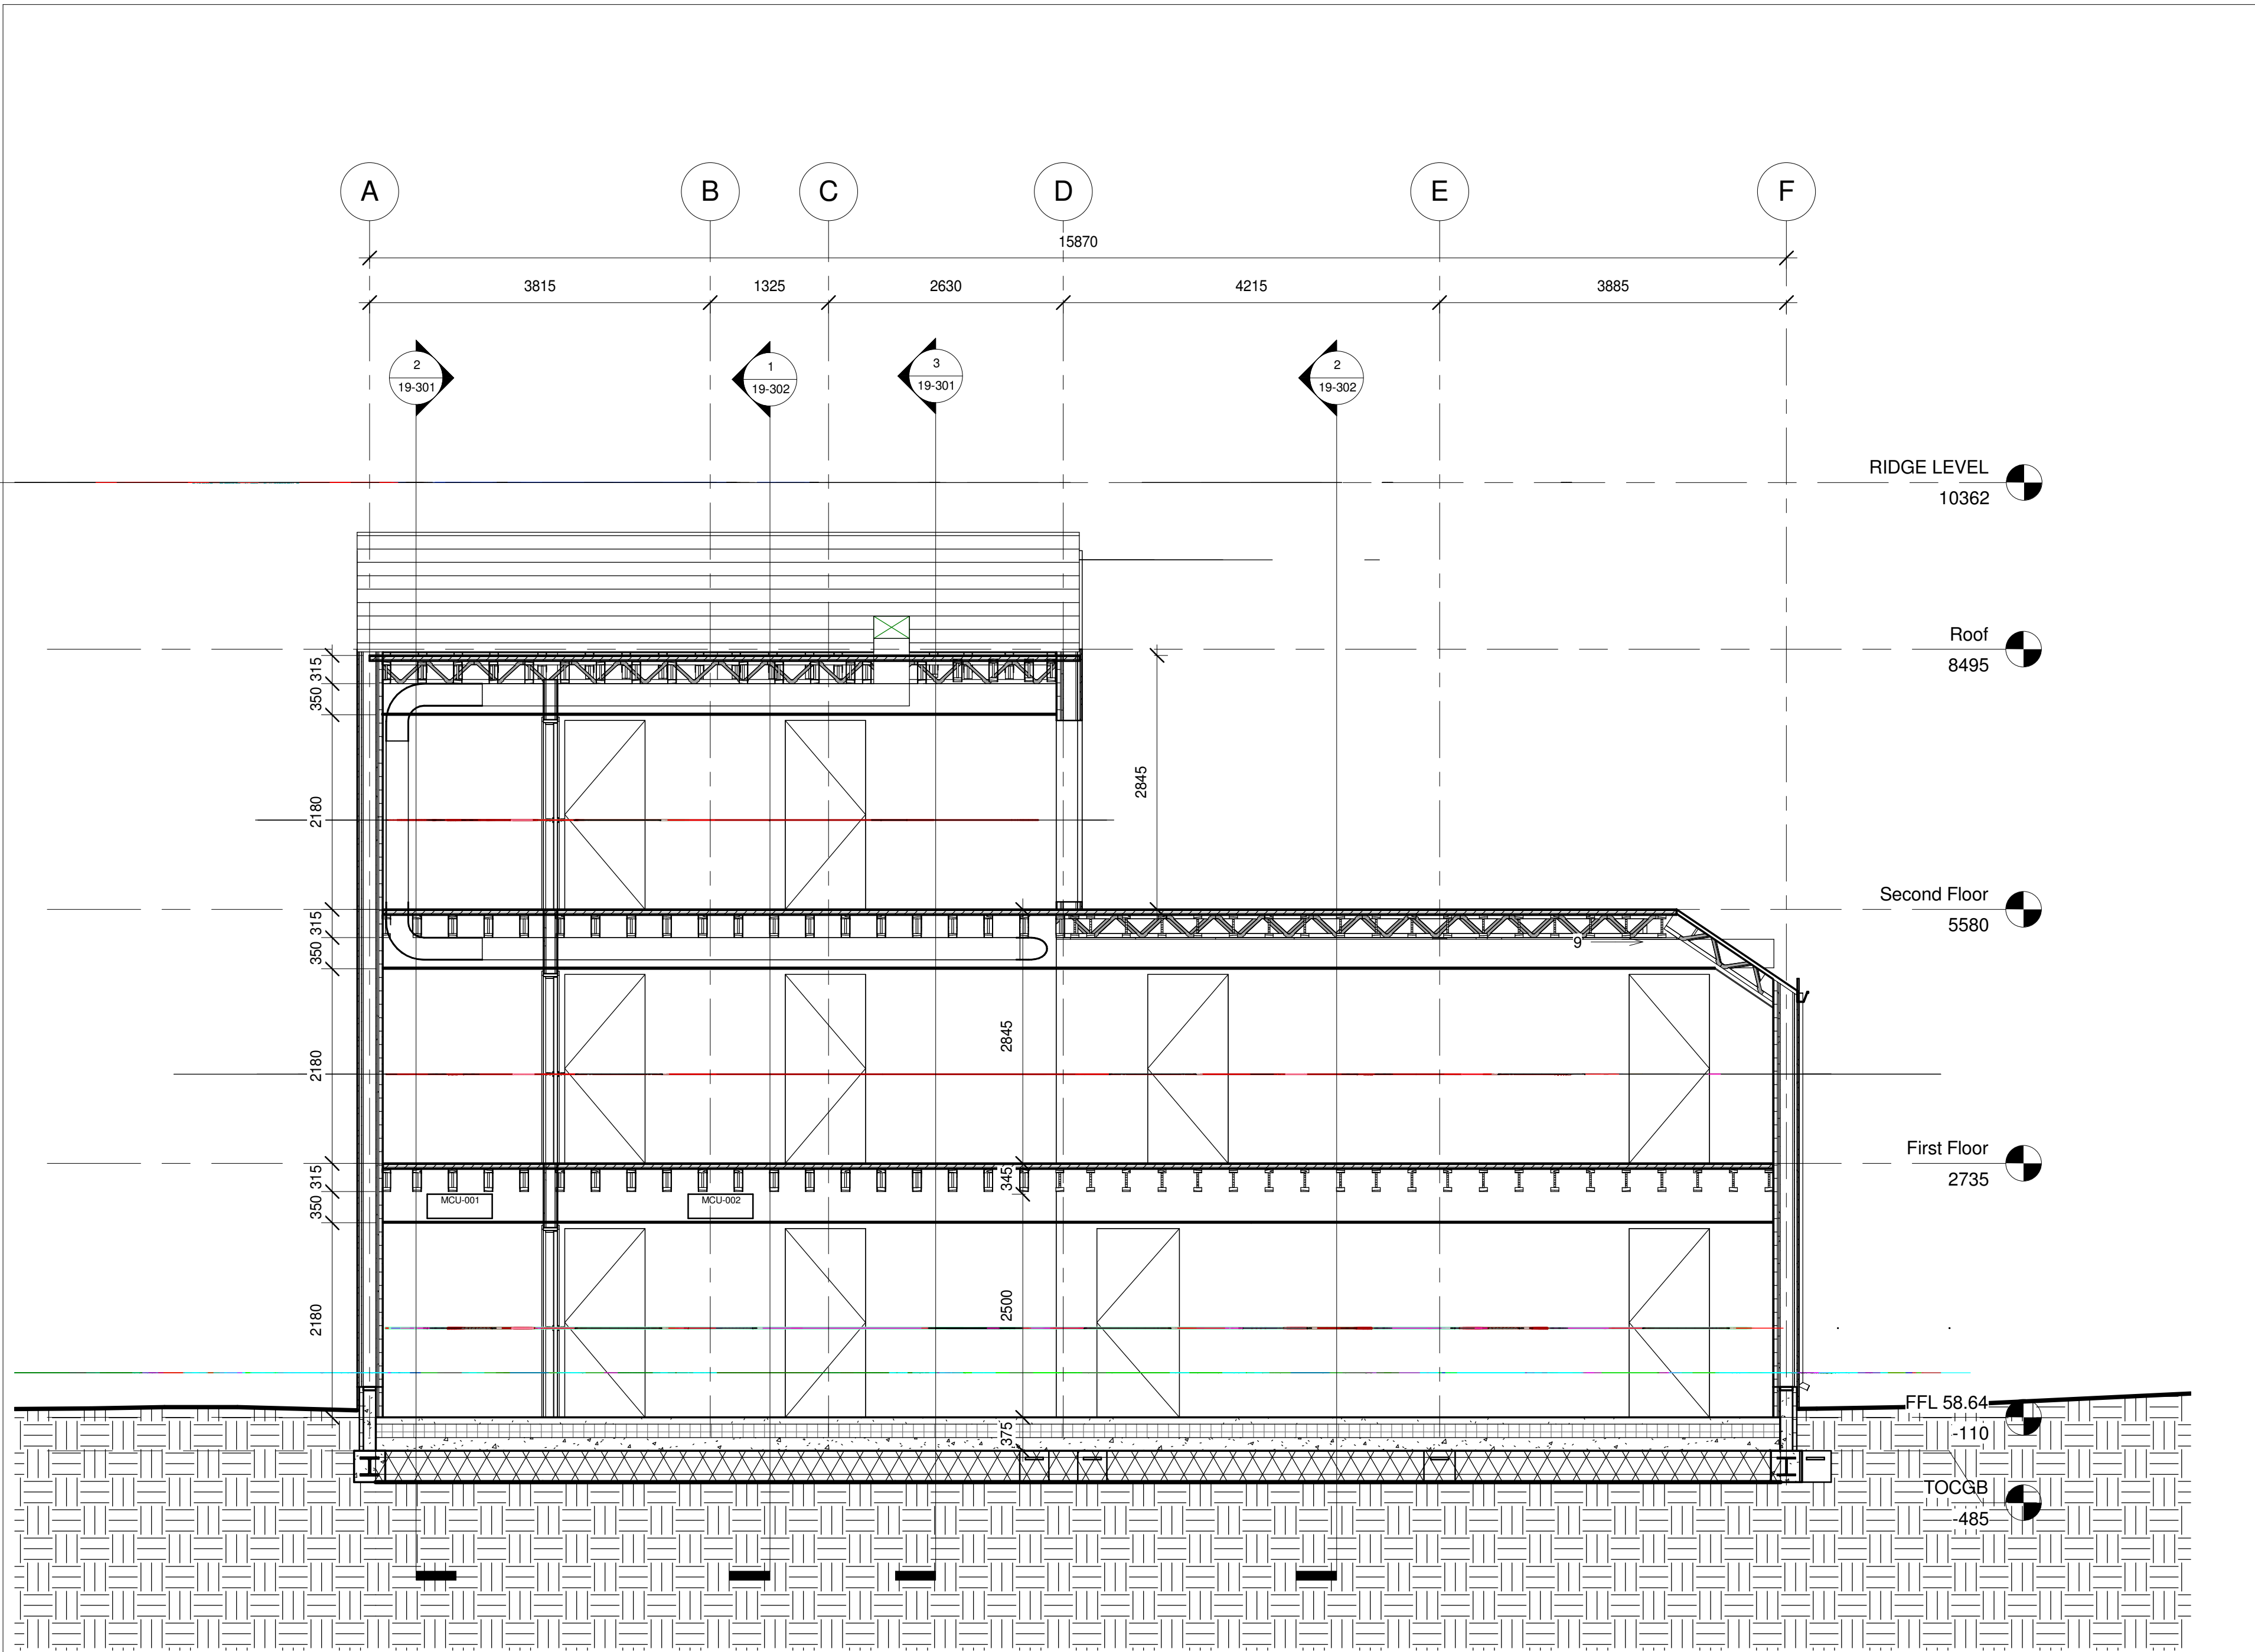 A
B
C
D
E
F
15870
3815
1325
2630
4215
3885
2
19-301
1
19-302
3
19-301
2
19-302
RIDGE LEVEL
10362
Roof
8495
315
350
2180
2845
Second Floor
5580
315
350
9
2845
2180
First Floor
2735
315
345
350
MCU-001
MCU-002
2500
2180
FFL 58.64
-110
375
TOCGB
-485